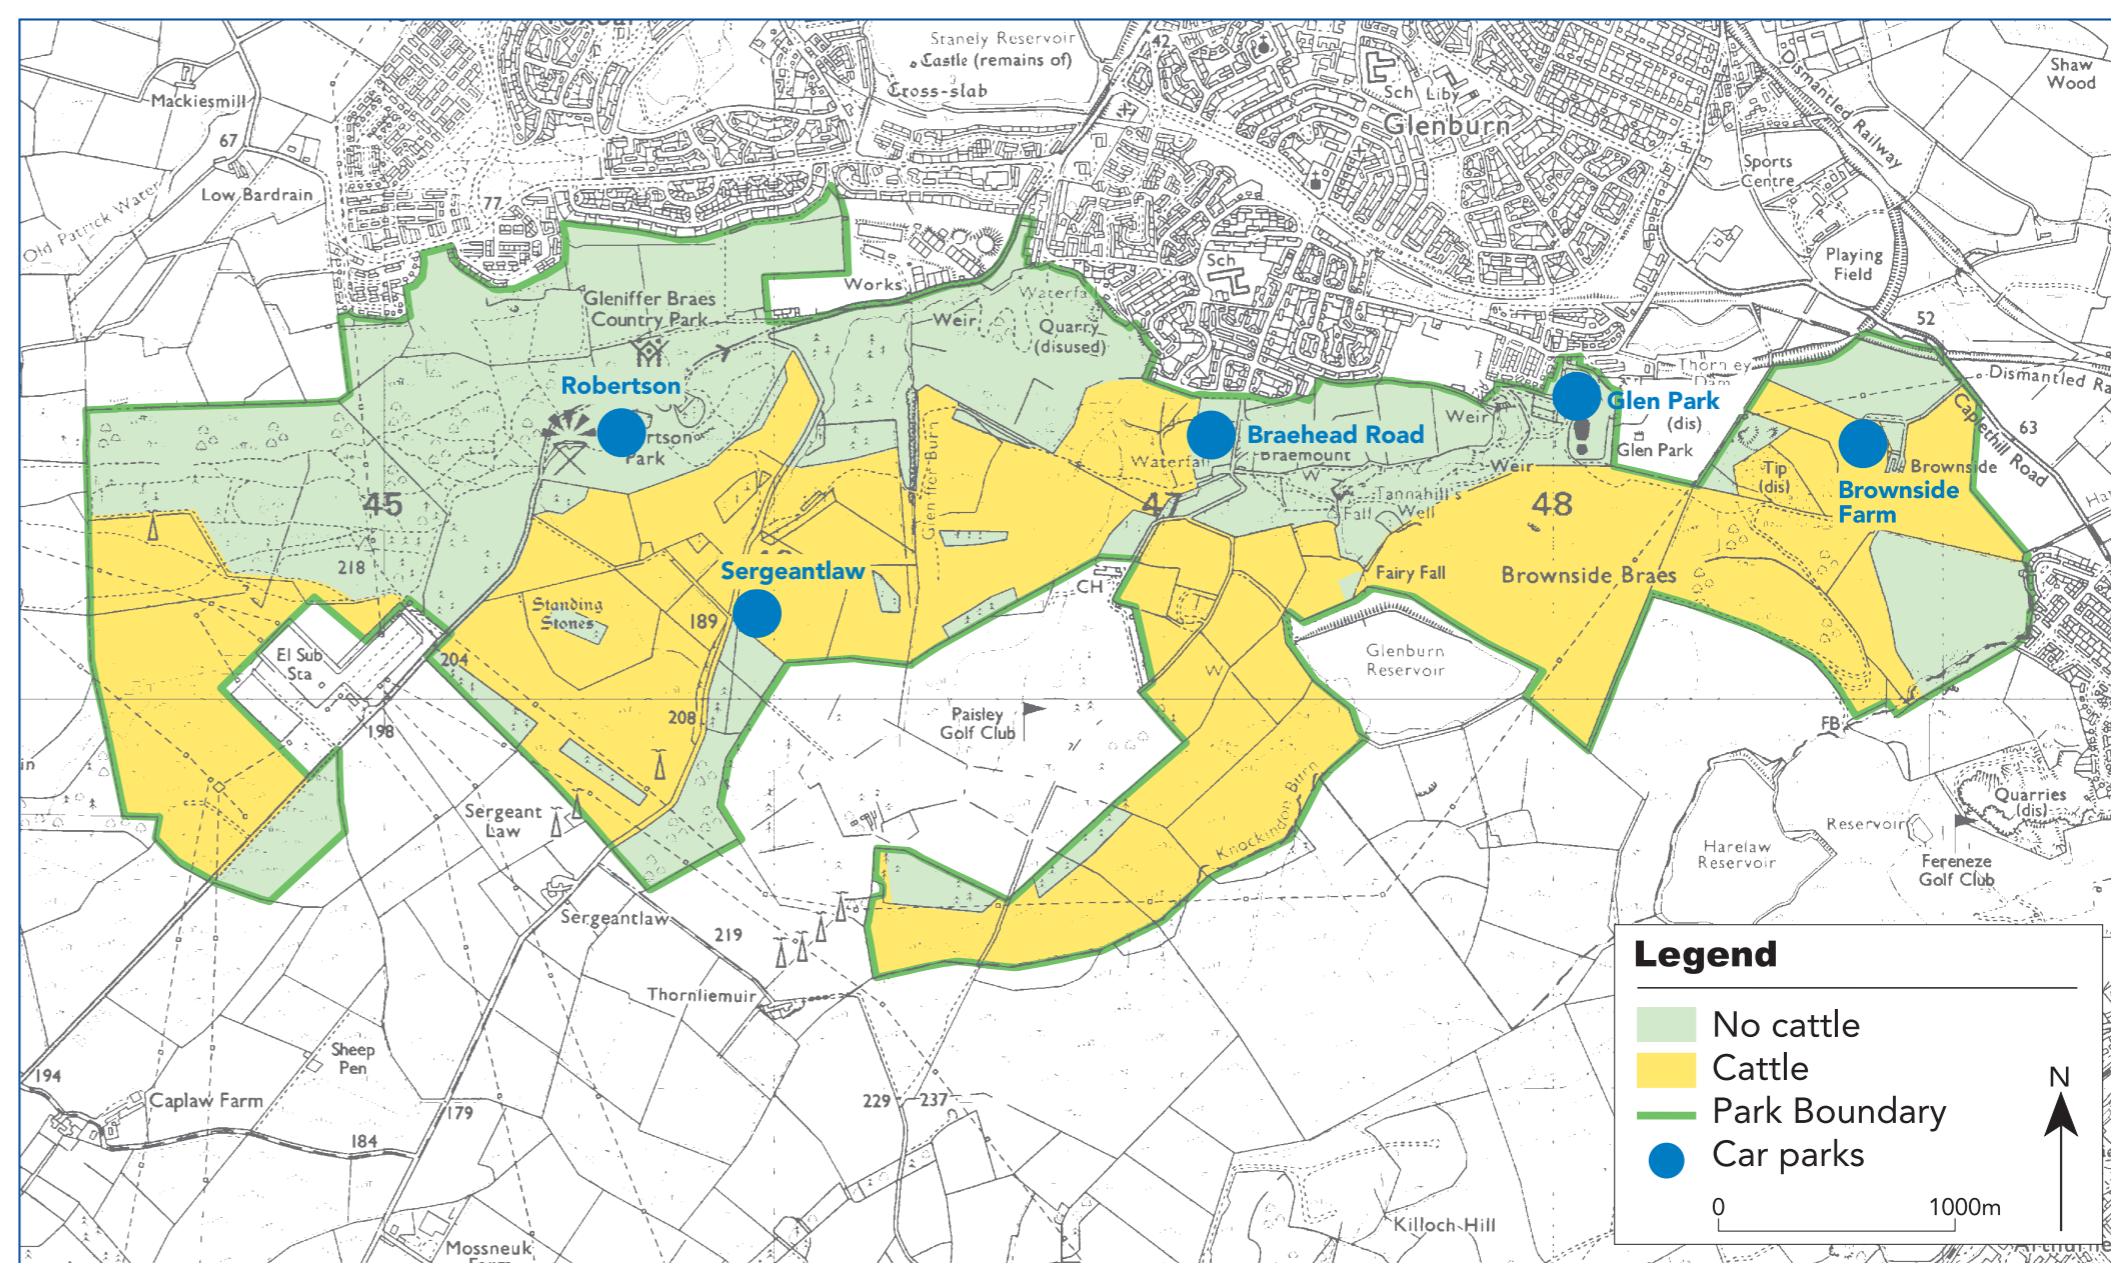 Stanely Reservoir
Castle (remains of)
Cross-slab
42
Sch Liby
Glenburn
Dismantled Railway
Shaw
Wood
Mackiesmill
67
Low Bardrain
Old Patrick Water
77
Sports
Centre
Playing
Field
Sch
Works
Gleniffer Braes
Country Park
Weir
Quarry
(disused)
52
Dismantled Ra
Robertson
Park
Glen Park
(dis)
Glen Park
Weir
Braehead Road
Braemount
Weir
Capethill Road
63
Brownside
Tip
(dis)
Brownside
Farm
45
47
48
W
Tannahill's
Well
Fall
Gleniffer Burn
218
Sergeantlaw
Standing
Stones
189
CH
Fairy Fall
Brownside Braes
El Sub
Sta
204
Glenburn
Reservoir
W
208
198
Paisley
Golf Club
FB
Sergeant
Law
Knockindon Burn
Quarries
(dis)
Reservoir
Harelaw
Reservoir
Fereneze
Golf Club
Sergeantlaw
219
Thornliemuir
Sheep
Pen
194
Caplaw Farm
179
184
229
237
Killoch Hill
Mossneuk
Legend
No cattle
Cattle
Park Boundary
Car parks
N
0 1000m